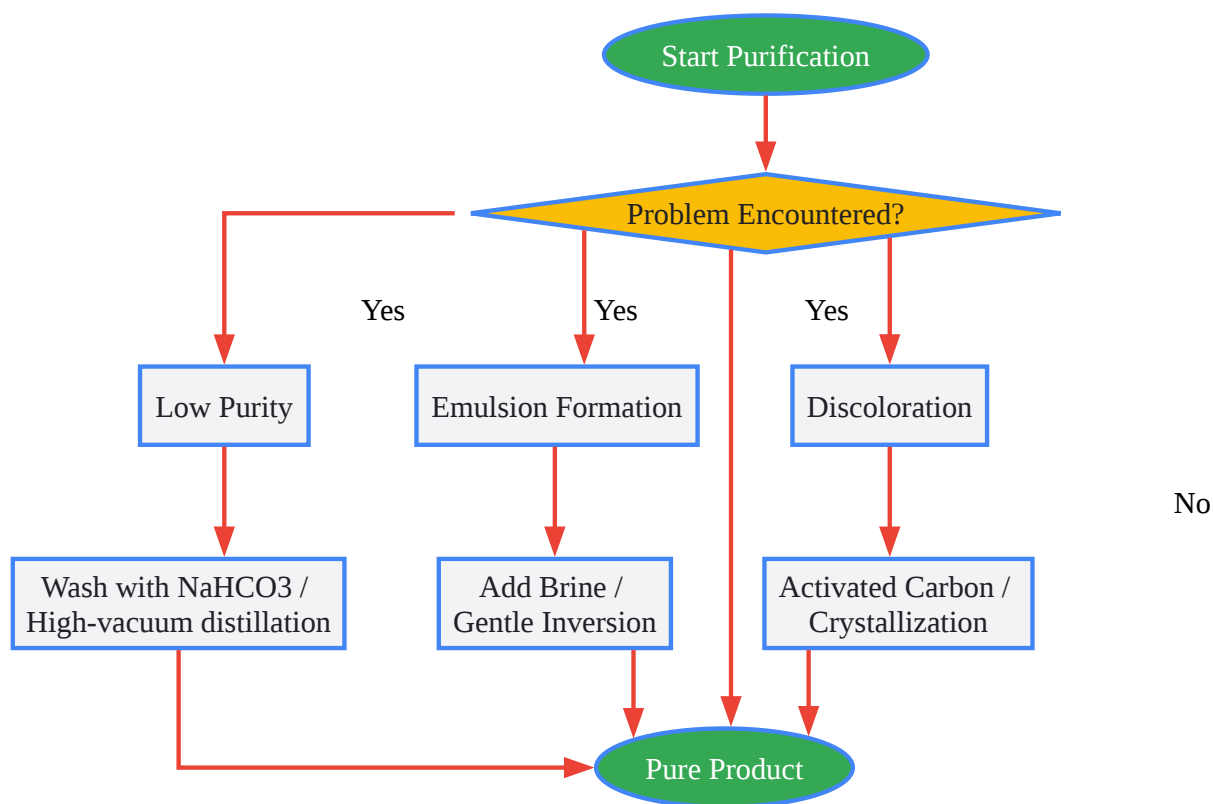 Start Purification
Problem Encountered?
Yes
Yes
Yes
Low Purity
Emulsion Formation
Discoloration
No
Wash with NaHCO3 /
High-vacuum distillation
Add Brine /
Gentle Inversion
Activated Carbon /
Crystallization
Pure Product